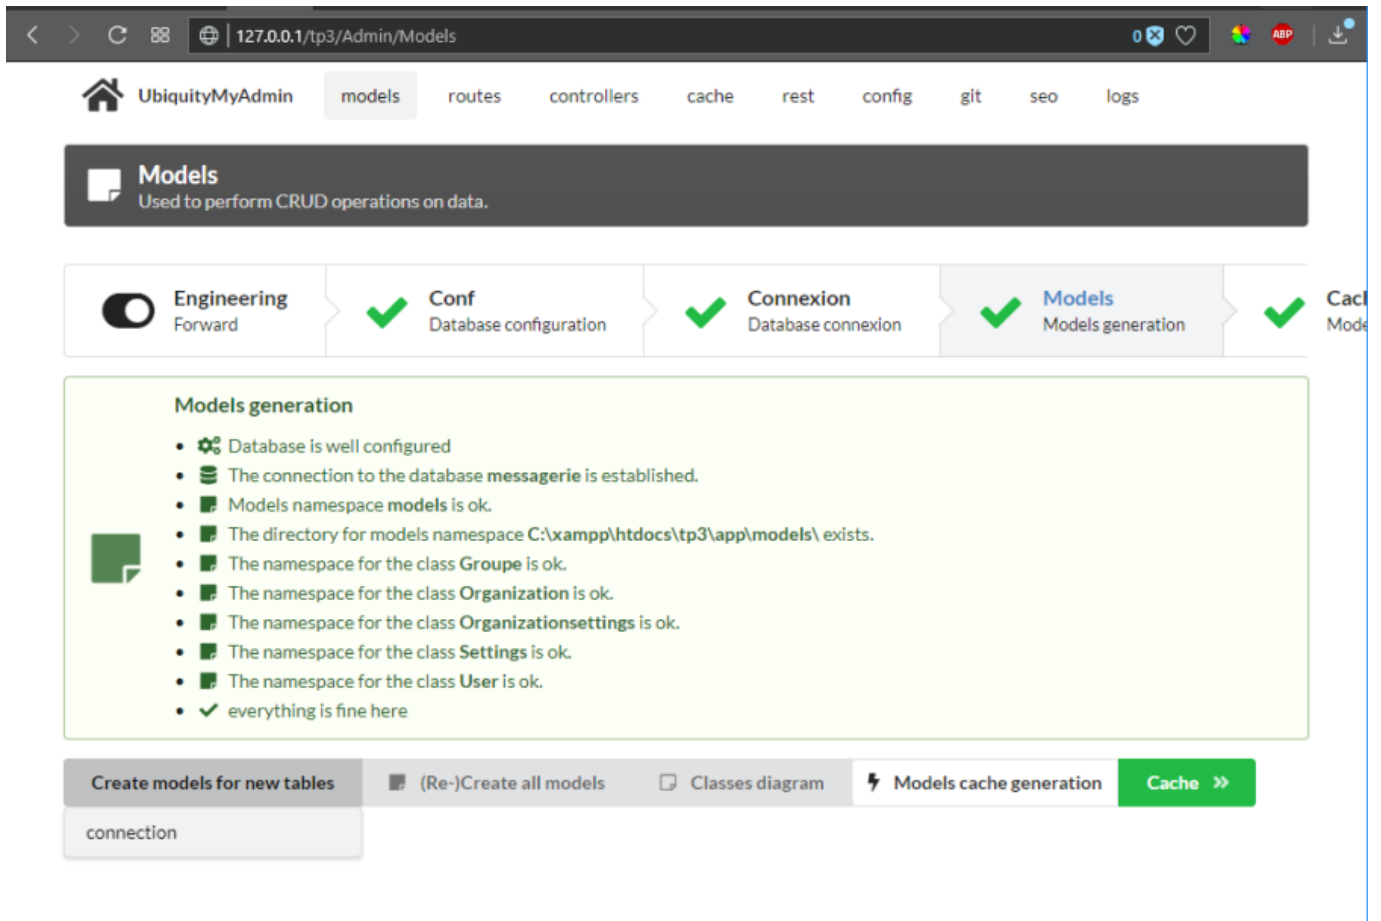 127.0.0.1/tp3/Admin/Models 0 ABP
UbiquityMyAdmin models routes controllers cache rest config git seo logs
Models
Used to perform CRUD operations on data.
Engineering Conf Connexion Models
Forward Database configuration Database connexion Models generation
Models generation
Database is well configured
The connection to the database messagerie is established.
Models namespace models is ok.
The directory for models namespace C:\xampp\htdocs\tp3\app\models\ exists.
The namespace for the class Groupe is ok.
The namespace for the class Organization is ok.
The namespace for the class Organizationsettings is ok.
The namespace for the class Settings is ok.
The namespace for the class User is ok.
everything is fine here
Create models for new tables (Re-)Create all models Classes diagram Models cache generation Cache
connection